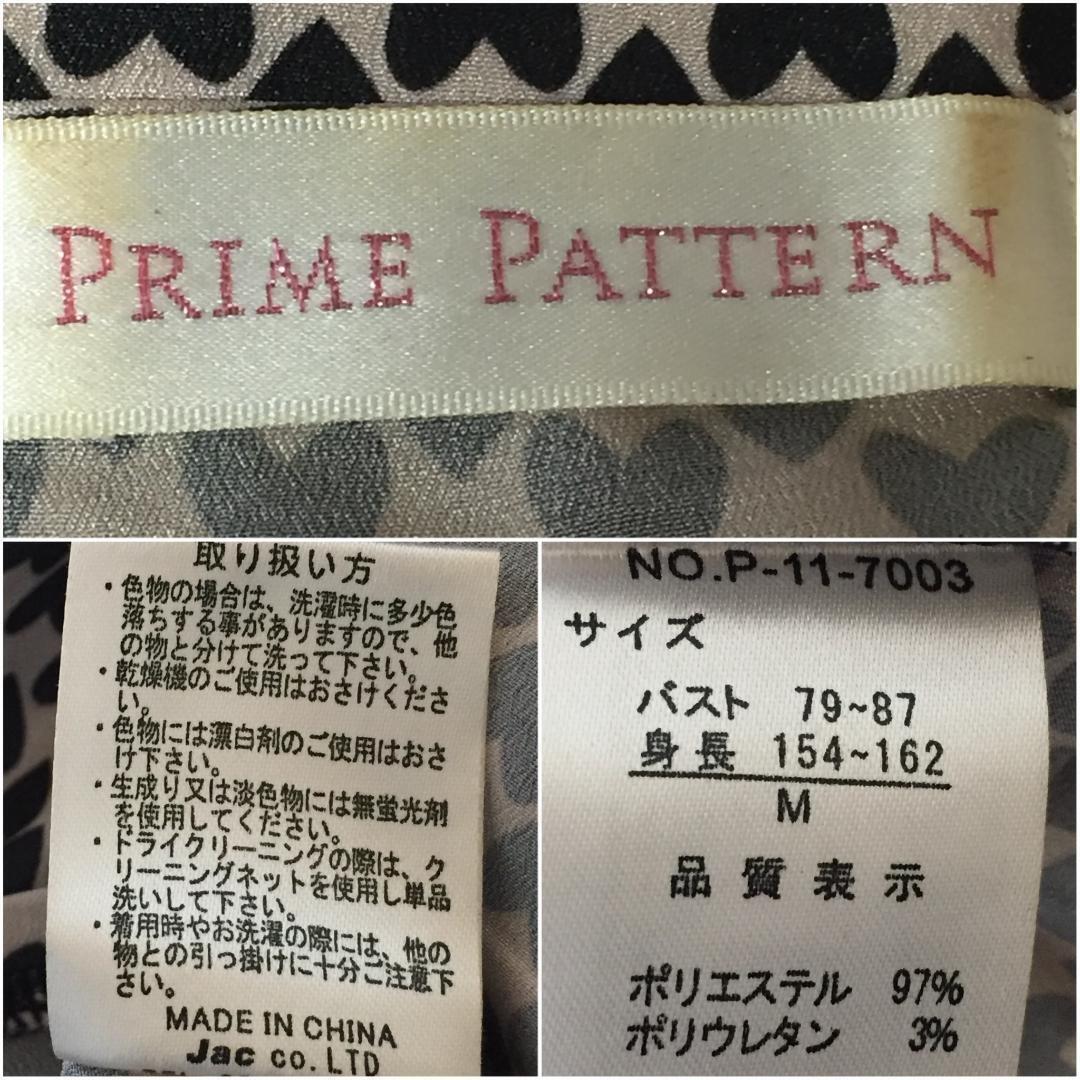 PRIME PATTERN
取り扱い方
・色物の場合は、洗濯時に多少色
落ちする事がありますので、他
の物と分けて洗って下さい。
・乾燥機のご使用はおさけくださ
い。
・色物には漂白剤のご使用はおさ
け下さい。
・生成り又は淡色物には無蛍光剤
を使用してください。
・ドライクリーニングの際は、ク
リーニングネットを使用し単品
洗いして下さい。
・着用時やお洗濯の際には、他の
物との引っ掛けに十分ご注意下
さい。
MADE IN CHINA
Jac co.LTD
NO.P-11-7003
サイズ
バスト 79~87
身長 154~162
M
品質表示
ポリエステル 97%
ポリウレタン 3%